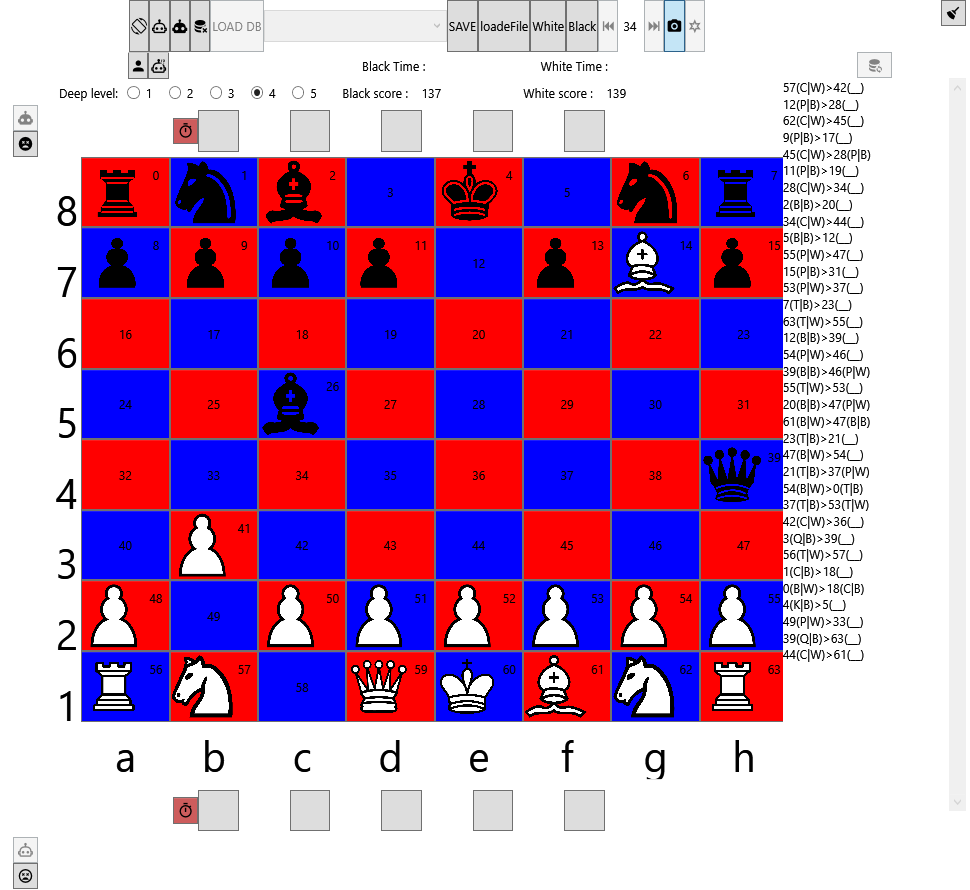 LOAD DB SAVE loadeFile White Black 34
Black Time : White Time :
Deep level: 1 2 3 4 5 Black score : 137 White score : 139
57(C|W)>42(__)
12(P|B)>28(__)
62(C|W)>45(__)
9(P|B)>17(__)
45(C|W)>28(P|B)
11(P|B)>19(__)
28(C|W)>34(__)
2(B|B)>20(__)
34(C|W)>44(__)
5(B|B)>12(__)
55(P|W)>47(__)
15(P|B)>31(__)
53(P|W)>37(__)
7(T|B)>23(__)
63(T|W)>55(__)
12(B|B)>39(__)
54(P|W)>46(__)
39(B|B)>46(P|W)
55(T|W)>53(__)
20(B|B)>47(P|W)
61(B|W)>47(B|B)
23(T|B)>21(__)
47(B|W)>54(__)
21(T|B)>37(P|W)
54(B|W)>0(T|B)
37(T|B)>53(T|W)
42(C|W)>36(__)
3(Q|B)>39(__)
56(T|W)>57(__)
1(C|B)>18(__)
0(B|W)>18(C|B)
4(K|B)>5(__)
49(P|W)>33(__)
39(Q|B)>63(__)
44(C|W)>61(__)
8 0 1 2 3 4 5 6 7
7 8 9 10 11 12 13 14 15
6 16 17 18 19 20 21 22 23
5 24 25 26 27 28 29 30 31
4 32 33 34 35 36 37 38 39
3 40 41 42 43 44 45 46 47
2 48 49 50 51 52 53 54 55
1 56 57 58 59 60 61 62 63
a b c d e f g h